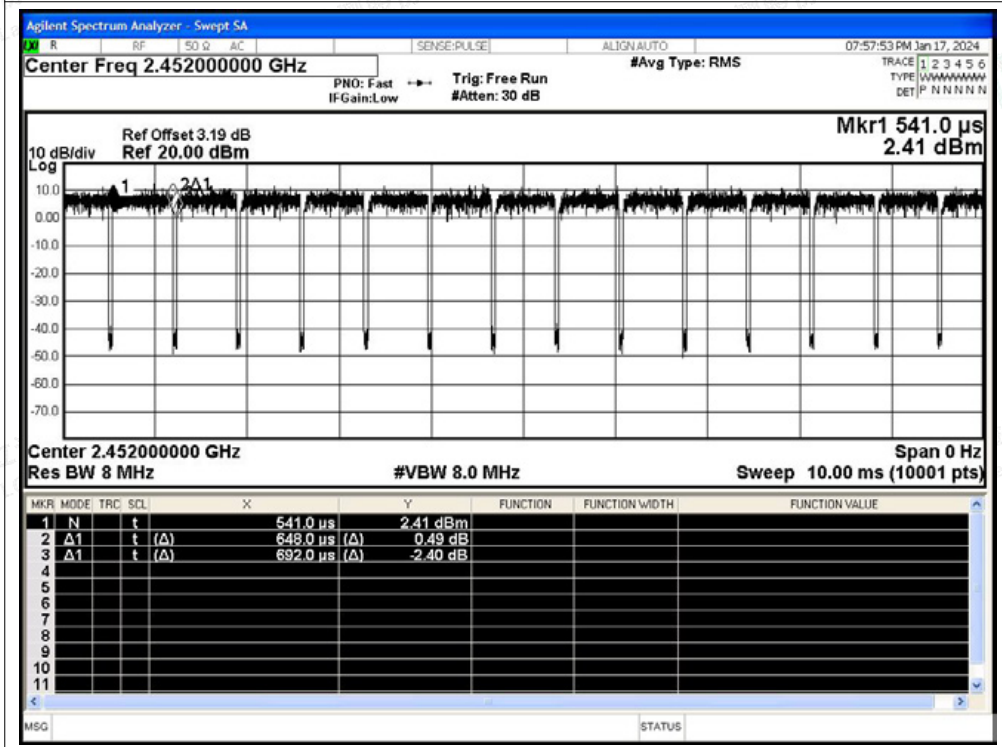 Agilent Spectrum Analyzer - Swept SA
R RF 50 Ω AC SENSE:PULSE ALIGN AUTO 07:57:53 PM Jan 17, 2024
Center Freq 2.452000000 GHz #Avg Type: RMS TRACE 1 2 3 4 5 6
PNO: Fast Trig: Free Run TYPE WWWWWW
IFGain:Low #Atten: 30 dB DET P N N N N N
Mkr1 541.0 µs
Ref Offset 3.19 dB
10 dB/div Ref 20.00 dBm 2.41 dBm
Log
1 2Δ1
10.0
0.00
-10.0
-20.0
-30.0
-40.0
-50.0
-60.0
-70.0
Center 2.452000000 GHz Span 0 Hz
Res BW 8 MHz #VBW 8.0 MHz Sweep 10.00 ms (10001 pts)
MKR MODE TRC SCL X Y FUNCTION FUNCTION WIDTH FUNCTION VALUE
1 N t 541.0 µs 2.41 dBm
2 Δ1 t (Δ) 648.0 µs (Δ) 0.49 dB
3 Δ1 t (Δ) 692.0 µs (Δ) -2.40 dB
4
5
6
7
8
9
10
11
MSG STATUS